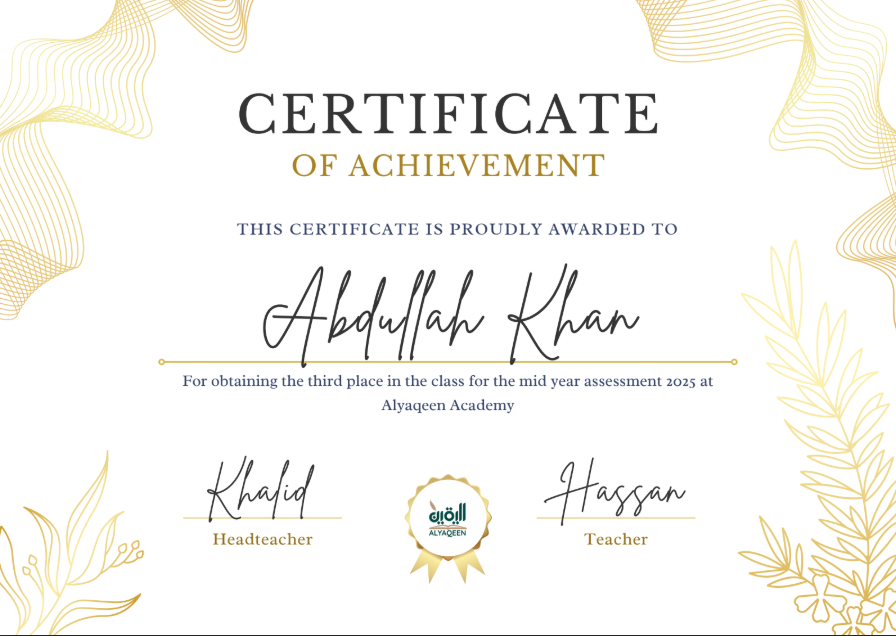 CERTIFICATE
OF ACHIEVEMENT
THIS CERTIFICATE IS PROUDLY AWARDED TO
Abdullah Khan
For obtaining the third place in the class for the mid year assessment 2025 at
Alyaqeen Academy
Khalid
Hassan
Headteacher
Teacher
اليقين
ALYAQEEN